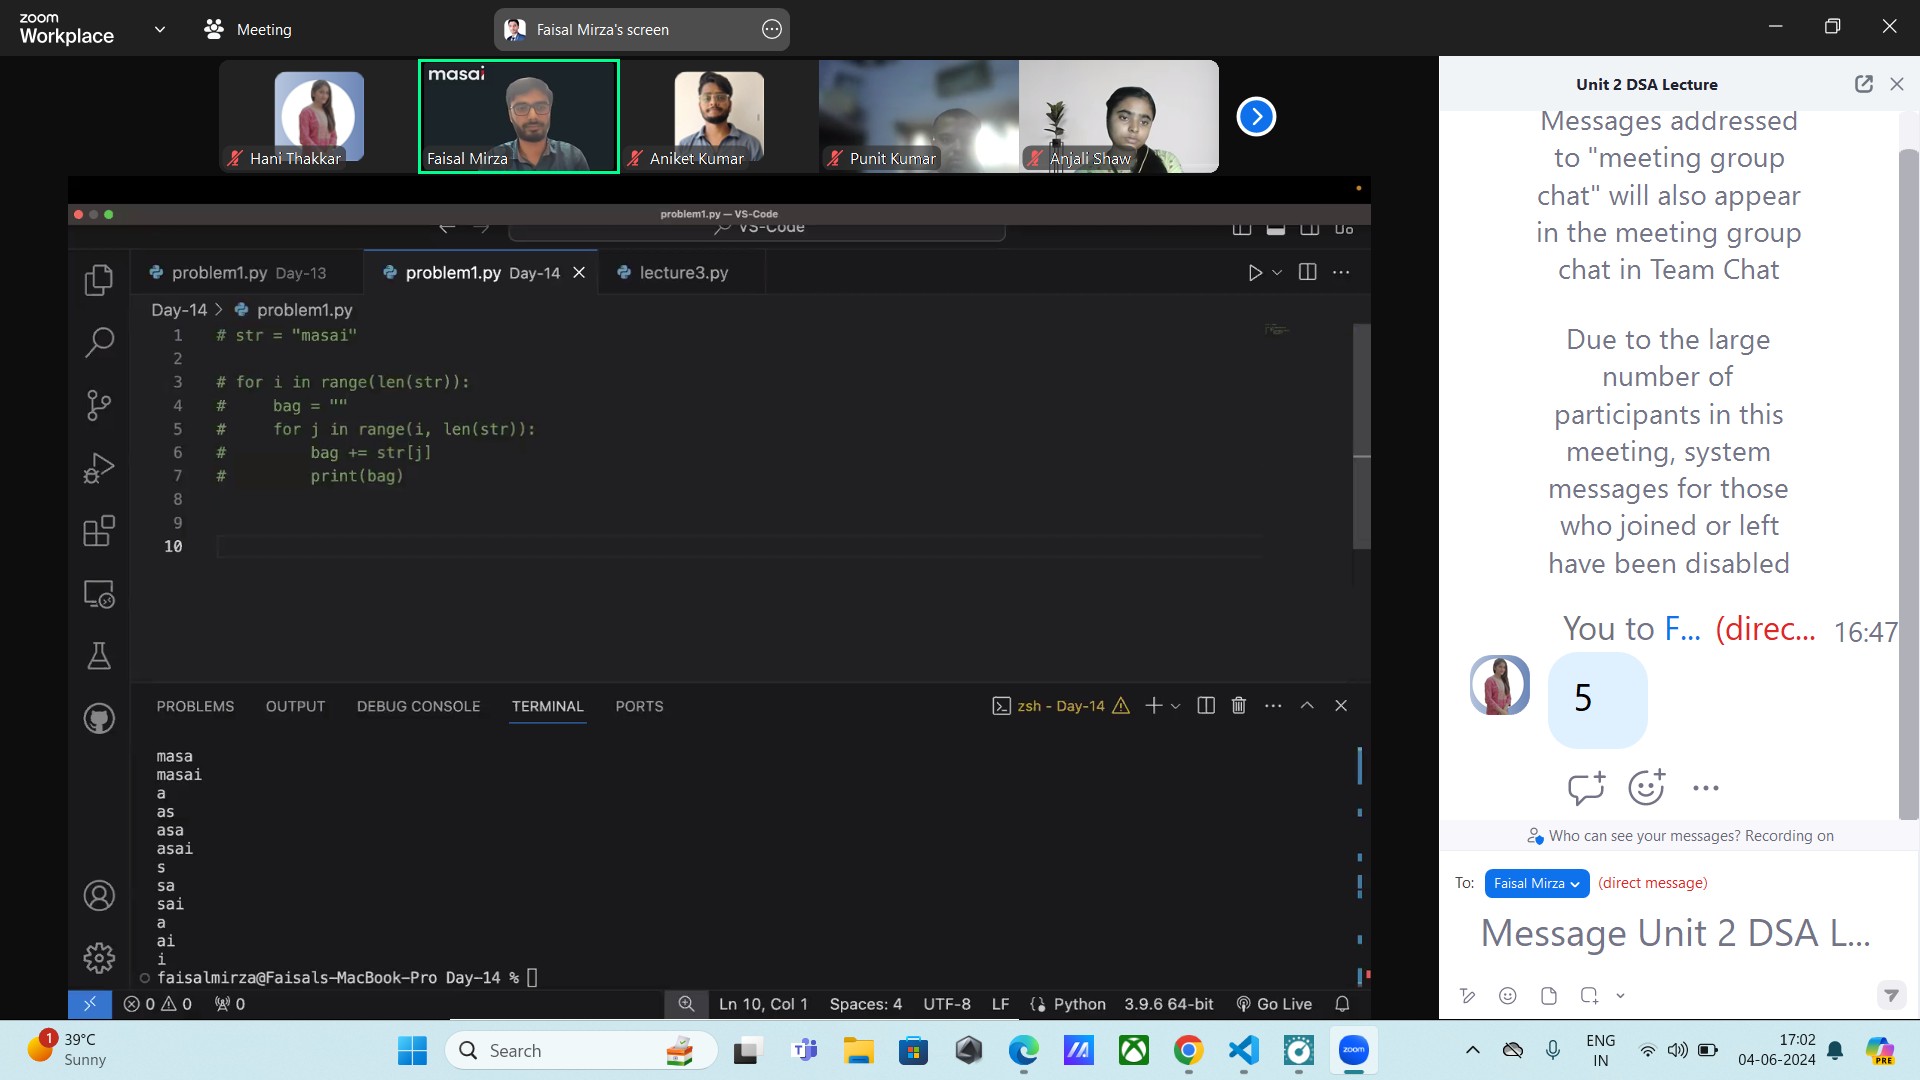 zoom
Workplace
Meeting
Faisal Mirza's screen
masai
Hani Thakkar
Faisal Mirza
Aniket Kumar
Punit Kumar
Anjali Shaw
problem1.py — VS-Code
VS-Code
problem1.py Day-13
problem1.py Day-14
lecture3.py
Day-14 > problem1.py
1 # str = "masai"
2
3 # for i in range(len(str)):
4 #     bag = ""
5 #     for j in range(i, len(str)):
6 #         bag += str[j]
7 #         print(bag)
8
9
10
PROBLEMS
OUTPUT
DEBUG CONSOLE
TERMINAL
PORTS
zsh - Day-14
masa
masai
a
as
asa
asai
s
sa
sai
a
ai
i
faisalmirza@Faisals-MacBook-Pro Day-14 %
0 0 0
Ln 10, Col 1
Spaces: 4
UTF-8
LF
Python
3.9.6 64-bit
Go Live
Unit 2 DSA Lecture
Messages addressed
to "meeting group
chat" will also appear
in the meeting group
chat in Team Chat
Due to the large
number of
participants in this
meeting, system
messages for those
who joined or left
have been disabled
You to F... (direc... 16:47
5
Who can see your messages? Recording on
To: Faisal Mirza (direct message)
Message Unit 2 DSA L...
1
39°C
Sunny
Search
zoom
ENG
IN
17:02
04-06-2024
PRE